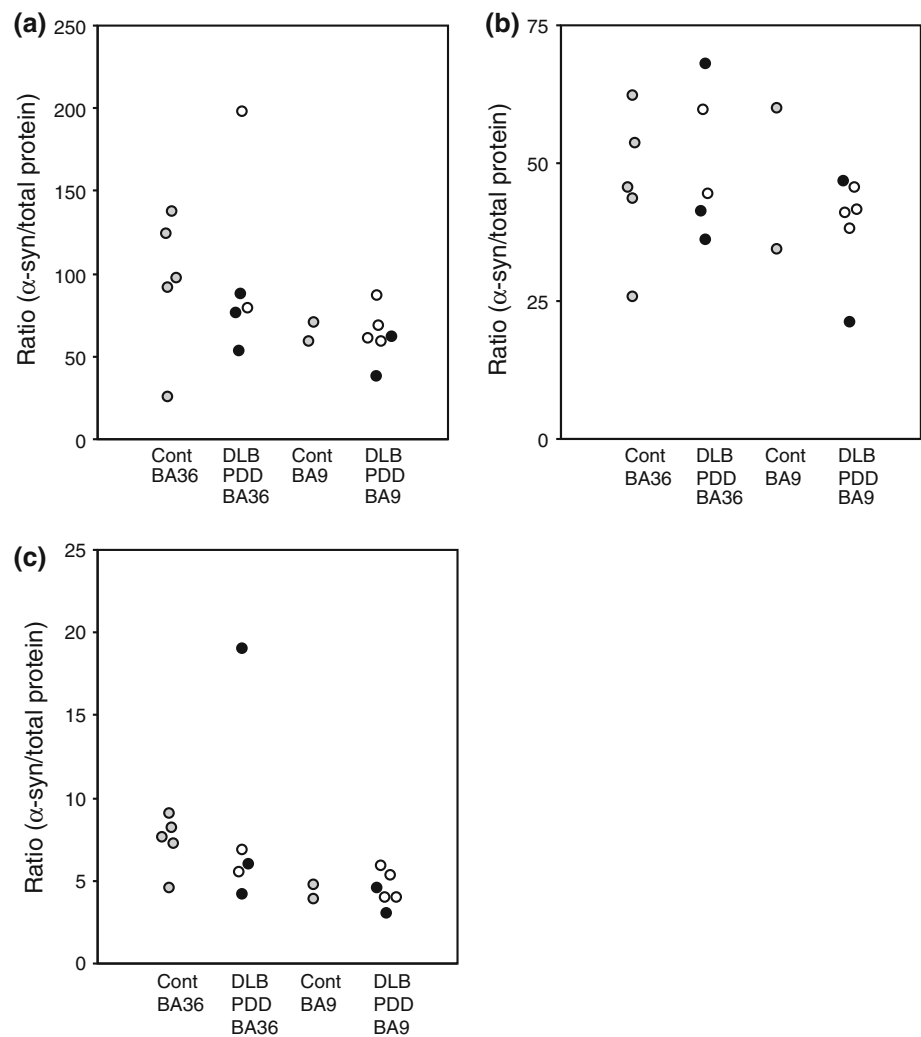 (a)
Ratio (α-syn/total protein)
250
200
150
100
50
0
Cont
BA36
DLB
PDD
BA36
Cont
BA9
DLB
PDD
BA9
(b)
Ratio (α-syn/total protein)
75
50
25
0
Cont
BA36
DLB
PDD
BA36
Cont
BA9
DLB
PDD
BA9
(c)
Ratio (α-syn/total protein)
25
20
15
10
5
0
Cont
BA36
DLB
PDD
BA36
Cont
BA9
DLB
PDD
BA9